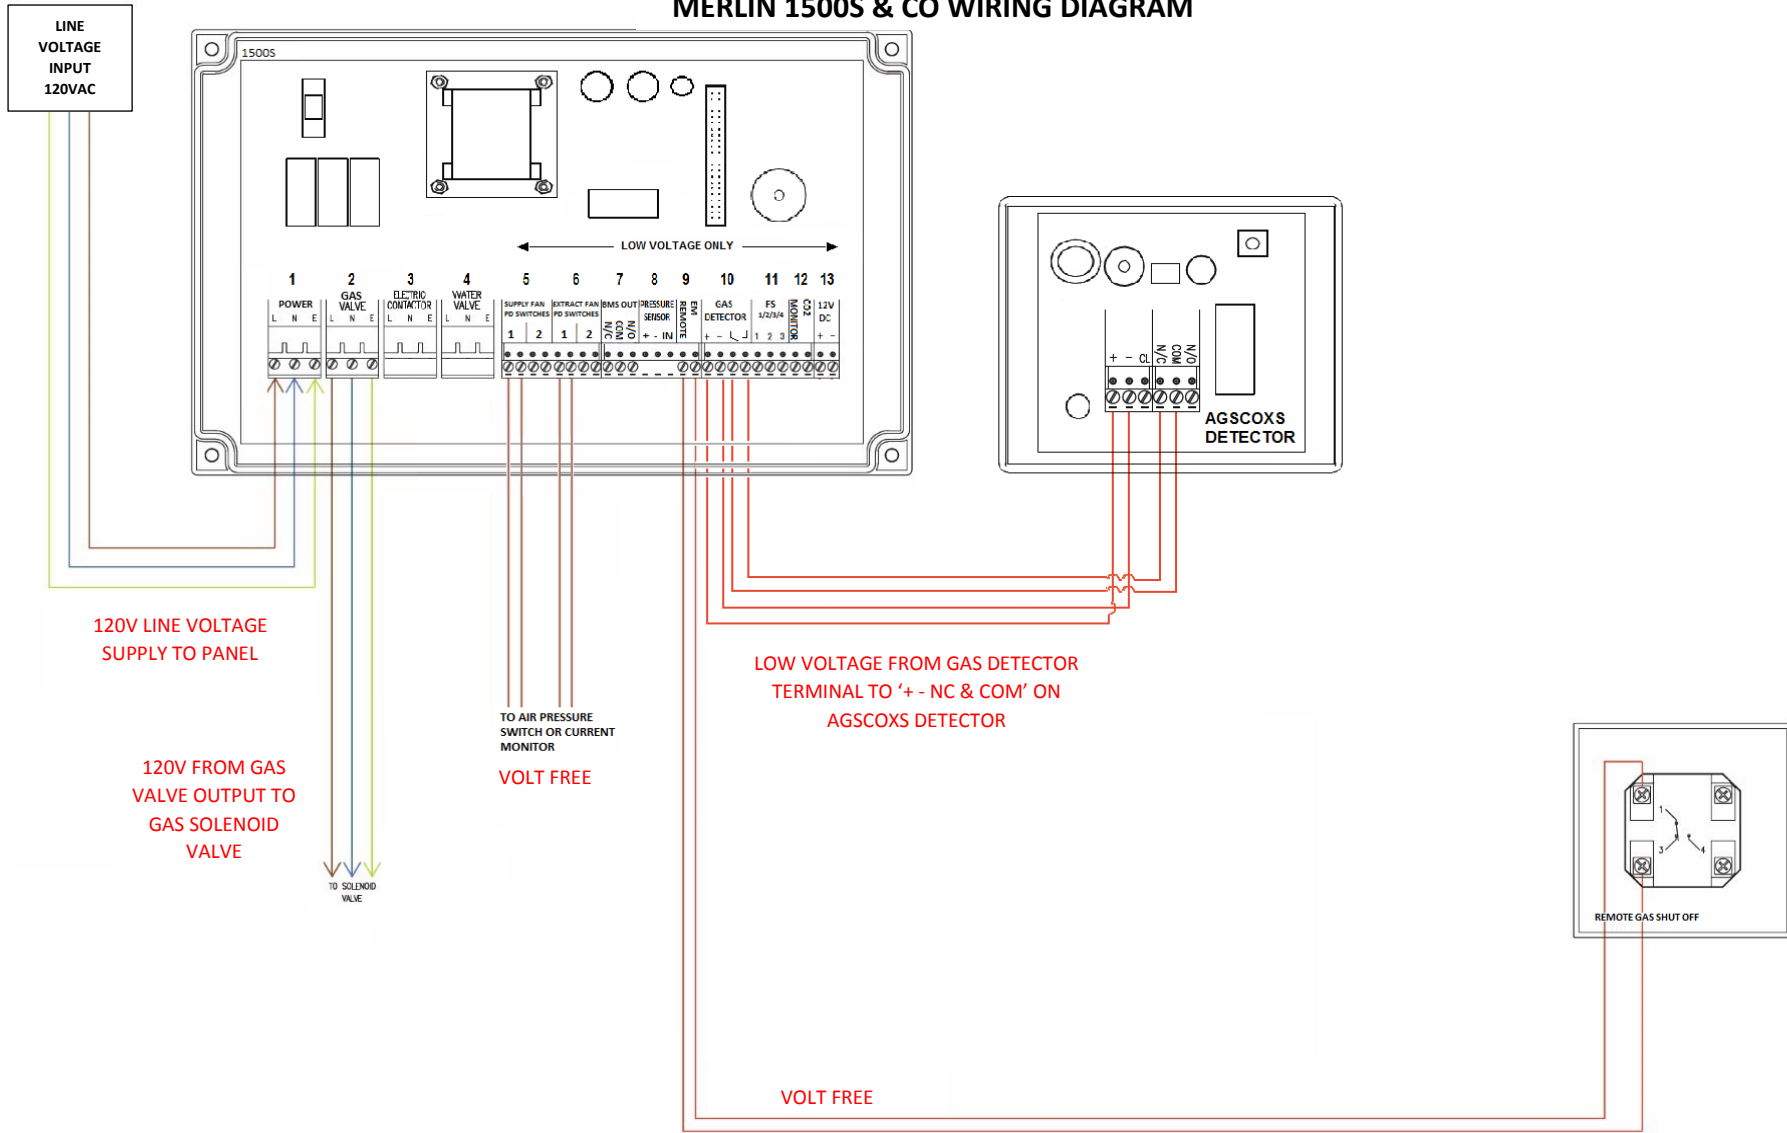 MERLIN 1500S & CO WIRING DIAGRAM
LINE
VOLTAGE
INPUT
120VAC
1500S
LOW VOLTAGE ONLY
1 2 3 4 5 6 7 8 9 10 11 12 13
POWER
L N E
GAS
VALVE
L N E
ELECTRIC
CONTACTOR
L N E
WATER
VALVE
L N E
SUPPLY FAN
PD SWITCHES
1 2
EXTRACT FAN
PD SWITCHES
1 2
BMS OUT
N/C
COM
N/O
PRESSURE
SENSOR
+ - IN
REMOTE
EM
GAS
DETECTOR
+ -
FS
1/2/3/4
1 2 3
MONITOR
CO2
12V
DC
+ -
+ - CL N/C COM N/O
AGSCOXS
DETECTOR
120V LINE VOLTAGE
SUPPLY TO PANEL
LOW VOLTAGE FROM GAS DETECTOR
TERMINAL TO ‘+ - NC & COM’ ON
AGSCOXS DETECTOR
TO AIR PRESSURE
SWITCH OR CURRENT
MONITOR
VOLT FREE
120V FROM GAS
VALVE OUTPUT TO
GAS SOLENOID
VALVE
TO SOLENOID
VALVE
1
3 4
REMOTE GAS SHUT OFF
VOLT FREE